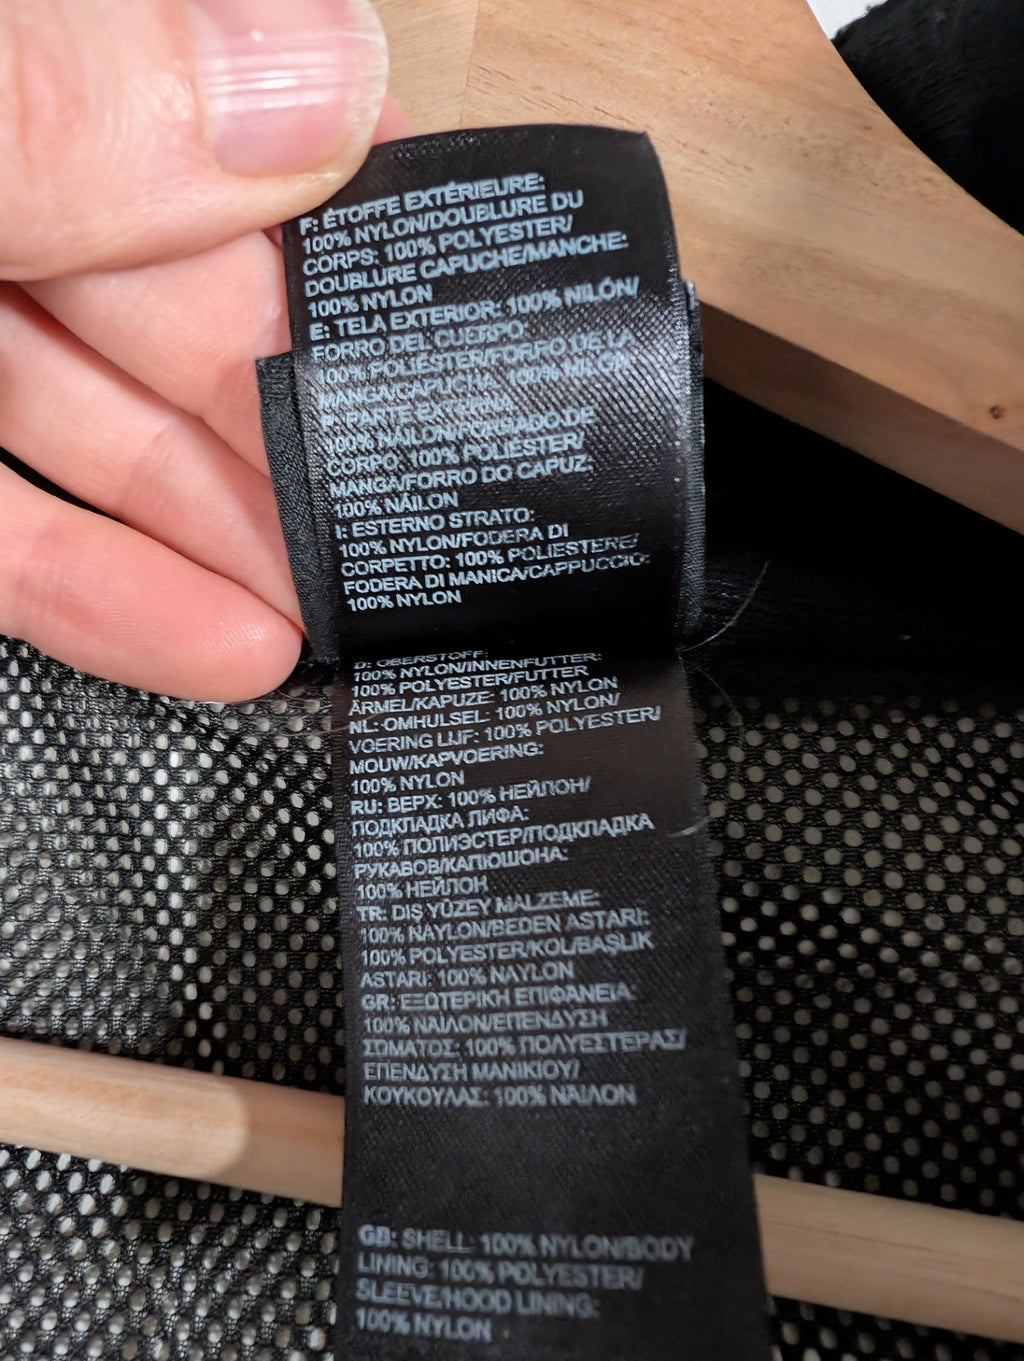 F: ÉTOFFE EXTÉRIEURE:
100% NYLON/DOUBLURE DU
CORPS: 100% POLYESTER/
DOUBLURE CAPUCHE/MANCHE:
100% NYLON
E: TELA EXTERIOR: 100% NILÓN/
FORRO DEL CUERPO:
100% POLIÉSTER/FORRO DE LA
MANGA/CAPUCHA: 100% NILÓN
P: PARTE EXTERNA:
100% NÁILON/FORRADO DE
CORPO: 100% POLIÉSTER/
MANGA/FORRO DO CAPUZ:
100% NÁILON
I: ESTERNO STRATO:
100% NYLON/FODERA DI
CORPETTO: 100% POLIESTERE/
FODERA DI MANICA/CAPPUCCIO:
100% NYLON
D: OBERSTOFF:
100% NYLON/INNENFUTTER:
100% POLYESTER/FUTTER
ÄRMEL/KAPUZE: 100% NYLON
NL: OMHULSEL: 100% NYLON/
VOERING LIJF: 100% POLYESTER/
MOUW/KAPVOERING:
100% NYLON
RU: ВЕРХ: 100% НЕЙЛОН/
ПОДКЛАДКА ЛИФА:
100% ПОЛИЭСТЕР/ПОДКЛАДКА
РУКАВОВ/КАПЮШОНА:
100% НЕЙЛОН
TR: DIŞ YÜZEY MALZEME:
100% NAYLON/BEDEN ASTARI:
100% POLYESTER/KOL/BAŞLIK
ASTARI: 100% NAYLON
GR: ΕΞΩΤΕΡΙΚΗ ΕΠΙΦΑΝΕΙΑ:
100% ΝΑΙΛΟΝ/ΕΠΕΝΔΥΣΗ
ΣΩΜΑΤΟΣ: 100% ΠΟΛΥΕΣΤΕΡΑΣ/
ΕΠΕΝΔΥΣΗ ΜΑΝΙΚΙΟΥ/
ΚΟΥΚΟΥΛΑΣ: 100% ΝΑΙΛΟΝ
GB: SHELL: 100% NYLON/BODY
LINING: 100% POLYESTER/
SLEEVE/HOOD LINING:
100% NYLON